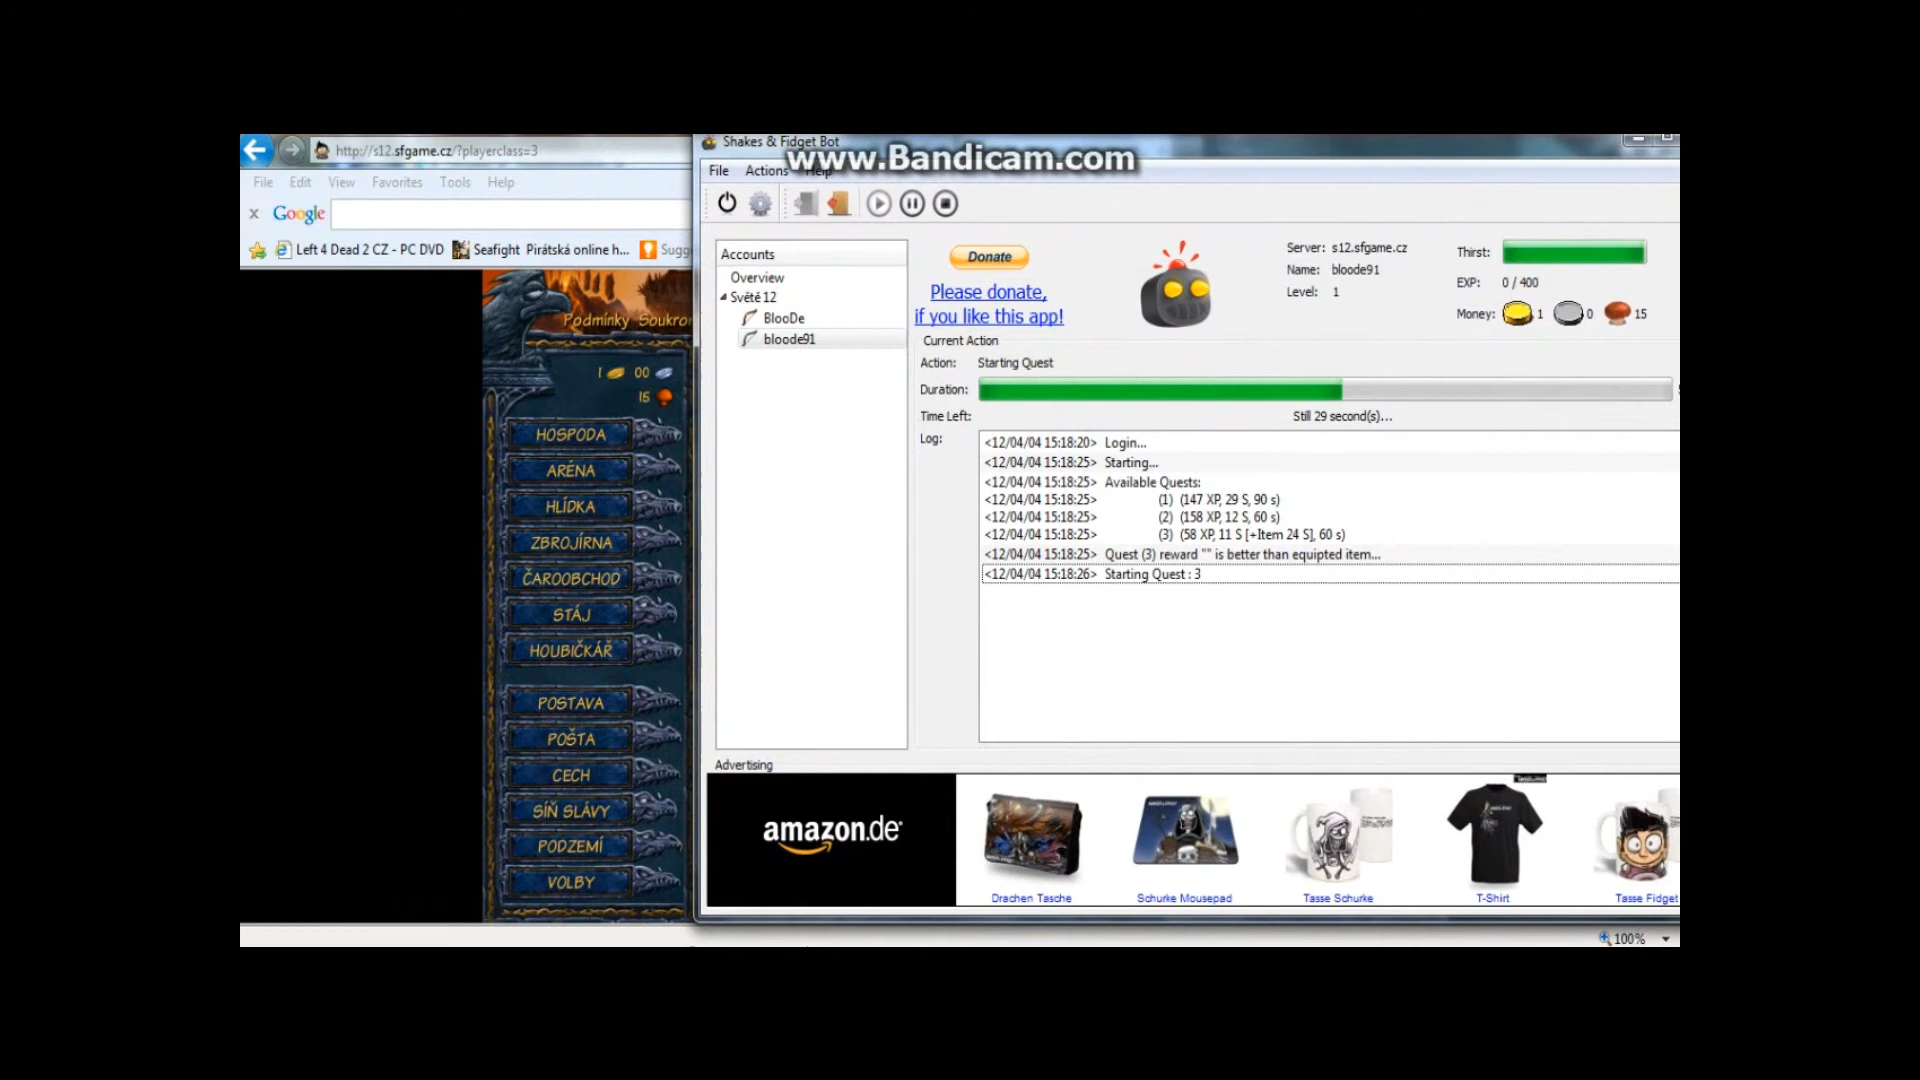 www.Bandicam.com
http://s12.sfgame.cz/?playerclass=3
File Edit View Favorites Tools Help
x Google
Left 4 Dead 2 CZ - PC DVD Seafight Pirátská online h... Sugg
Podmínky Soukro
1 00
15
HOSPODA
ARÉNA
HLÍDKA
ZBROJÍRNA
ČAROOBCHOD
STÁJ
HOUBIČKÁŘ
POSTAVA
POŠTA
CECH
SÍŇ SLÁVY
PODZEMÍ
VOLBY
Shakes & Fidget Bot
File Actions Help
Accounts
Overview
Světě 12
BlooDe
bloode91
Donate
Please donate,
if you like this app!
Server: s12.sfgame.cz
Name: bloode91
Level: 1
Thirst:
EXP: 0 / 400
Money: 1 0 15
Current Action
Action: Starting Quest
Duration:
Time Left: Still 29 second(s)...
Log:
<12/04/04 15:18:20> Login...
<12/04/04 15:18:25> Starting...
<12/04/04 15:18:25> Available Quests:
<12/04/04 15:18:25> (1) (147 XP, 29 S, 90 s)
<12/04/04 15:18:25> (2) (158 XP, 12 S, 60 s)
<12/04/04 15:18:25> (3) (58 XP, 11 S [+Item 24 S], 60 s)
<12/04/04 15:18:25> Quest (3) reward "" is better than equipted item...
<12/04/04 15:18:26> Starting Quest : 3
Advertising
amazon.de
Drachen Tasche
Schurke Mousepad
Tasse Schurke
T-Shirt
Tasse Fidget
100%